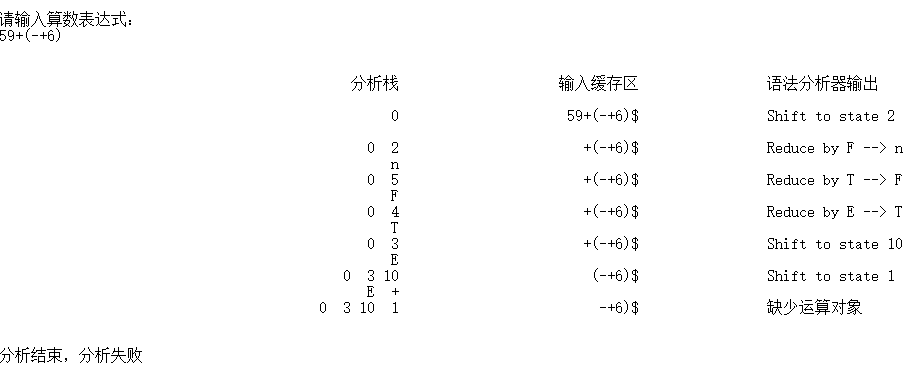 请输入算数表达式:
59+(-+6)
分析栈 输入缓存区 语法分析器输出
0 59+(-+6)$ Shift to state 2
0 2 +(-+6)$ Reduce by F --> n
n
0 5 +(-+6)$ Reduce by T --> F
F
0 4 +(-+6)$ Reduce by E --> T
T
0 3 +(-+6)$ Shift to state 10
E
0 3 10 (-+6)$ Shift to state 1
E +
0 3 10 1 -+6)$ 缺少运算对象
分析结束，分析失败